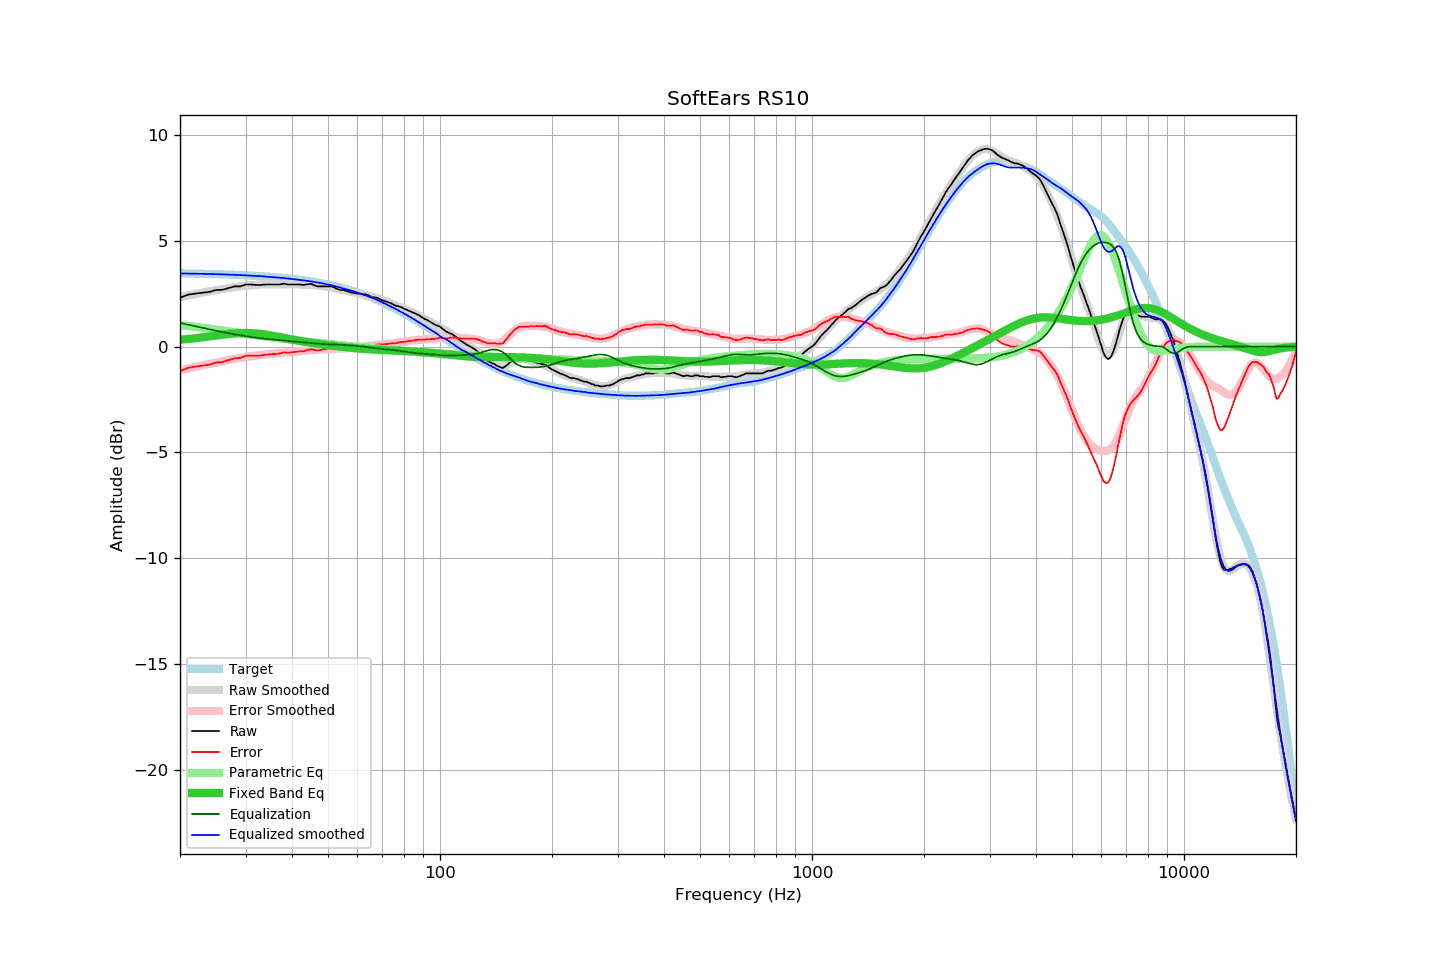 SoftEars RS10
10
5
0
−5
−10
−15
−20
Amplitude (dBr)
Target
Raw Smoothed
Error Smoothed
Raw
Error
Parametric Eq
Fixed Band Eq
Equalization
Equalized smoothed
100
1000
10000
Frequency (Hz)